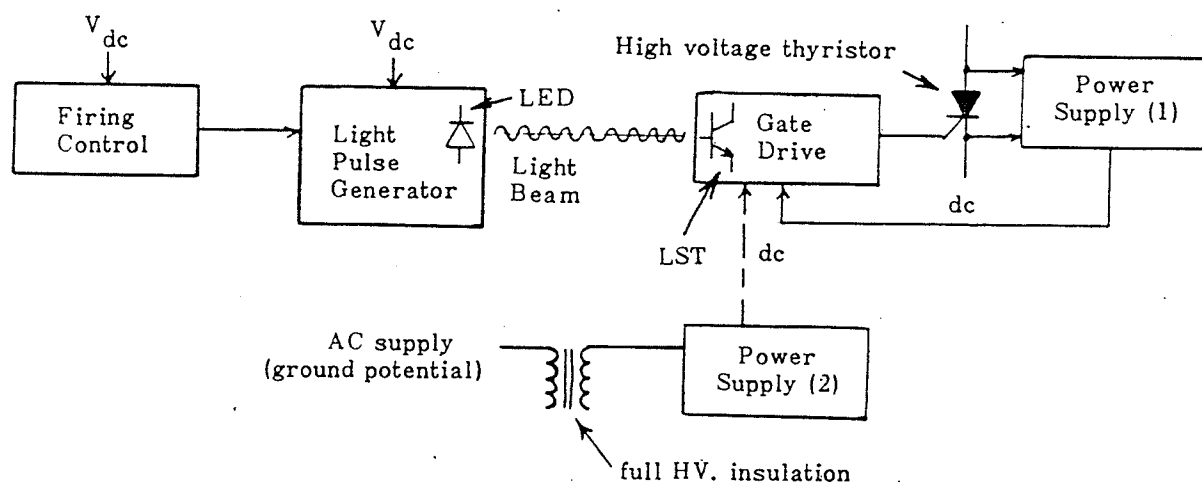 V
dc
Firing
Control
V
dc
LED
Light
Pulse
Generator
Light
Beam
High voltage thyristor
Gate
Drive
Power
Supply (1)
LST
dc
dc
AC supply
(ground potential)
Power
Supply (2)
full HV. insulation